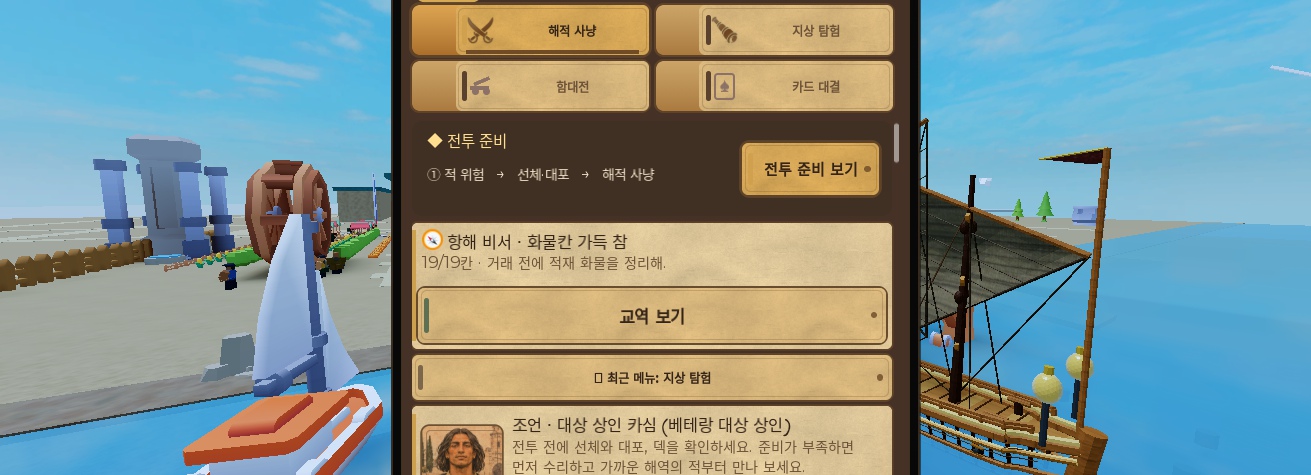 해적 사냥
지상 탐험
함대전
카드 대결
◆ 전투 준비
① 적 위험 → 선체·대포 → 해적 사냥
전투 준비 보기
항해 비서 · 화물칸 가득 참
19/19칸 · 거래 전에 적재 화물을 정리해.
교역 보기
최근 메뉴: 지상 탐험
조언 · 대상 상인 카심 (베테랑 대상 상인)
전투 전에 선체와 대포, 덱을 확인하세요. 준비가 부족하면
먼저 수리하고 가까운 해역의 적부터 만나 보세요.